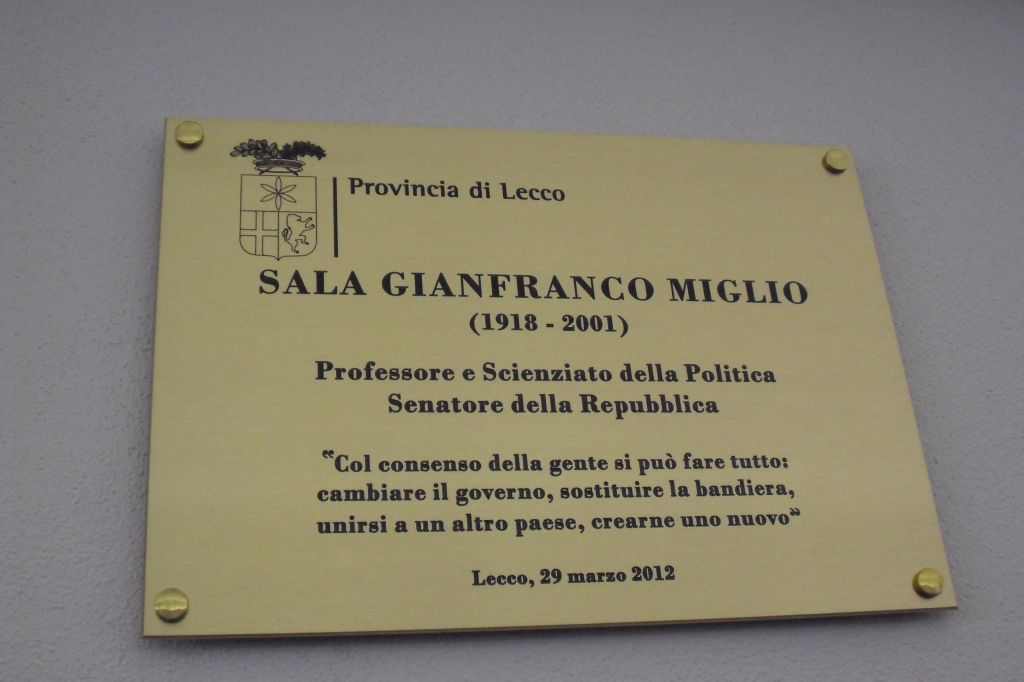 Provincia di Lecco
SALA GIANFRANCO MIGLIO
(1918 - 2001)
Professore e Scienziato della Politica
Senatore della Repubblica
“Col consenso della gente si può fare tutto:
cambiare il governo, sostituire la bandiera,
unirsi a un altro paese, crearne uno nuovo“
Lecco, 29 marzo 2012